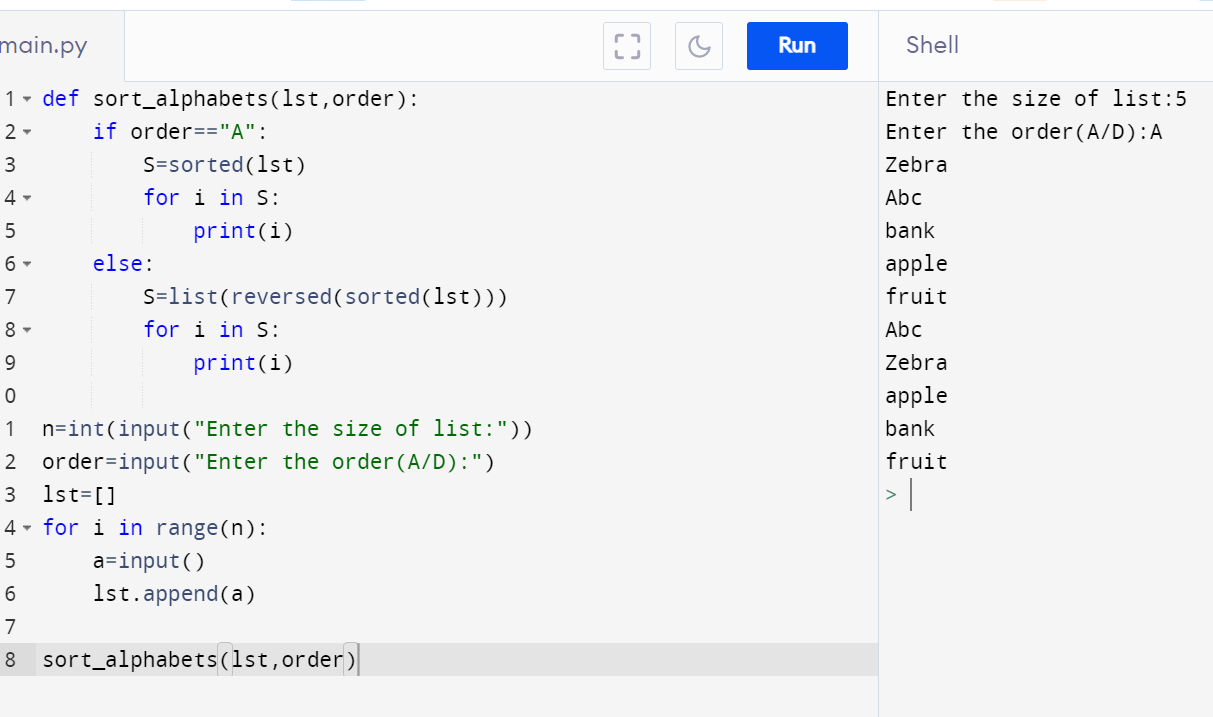 main.py
Run
Shell
1 def sort_alphabets(lst,order):
2     if order=="A":
3         S=sorted(lst)
4         for i in S:
5             print(i)
6     else:
7         S=list(reversed(sorted(lst)))
8         for i in S:
9             print(i)
0
1 n=int(input("Enter the size of list:"))
2 order=input("Enter the order(A/D):")
3 lst=[]
4 for i in range(n):
5     a=input()
6     lst.append(a)
7
8 sort_alphabets(lst,order)
Enter the size of list:5
Enter the order(A/D):A
Zebra
Abc
bank
apple
fruit
Abc
Zebra
apple
bank
fruit
>